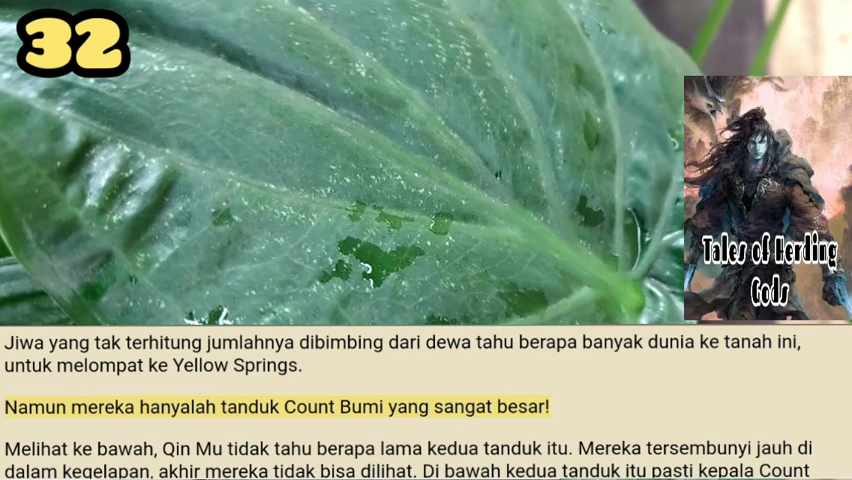 32
Tales of Herding
Gods
Jiwa yang tak terhitung jumlahnya dibimbing dari dewa tahu berapa banyak dunia ke tanah ini,
untuk melompat ke Yellow Springs.
Namun mereka hanyalah tanduk Count Bumi yang sangat besar!
Melihat ke bawah, Qin Mu tidak tahu berapa lama kedua tanduk itu. Mereka tersembunyi jauh di
dalam kegelapan, akhir mereka tidak bisa dilihat. Di bawah kedua tanduk itu pasti kepala Count